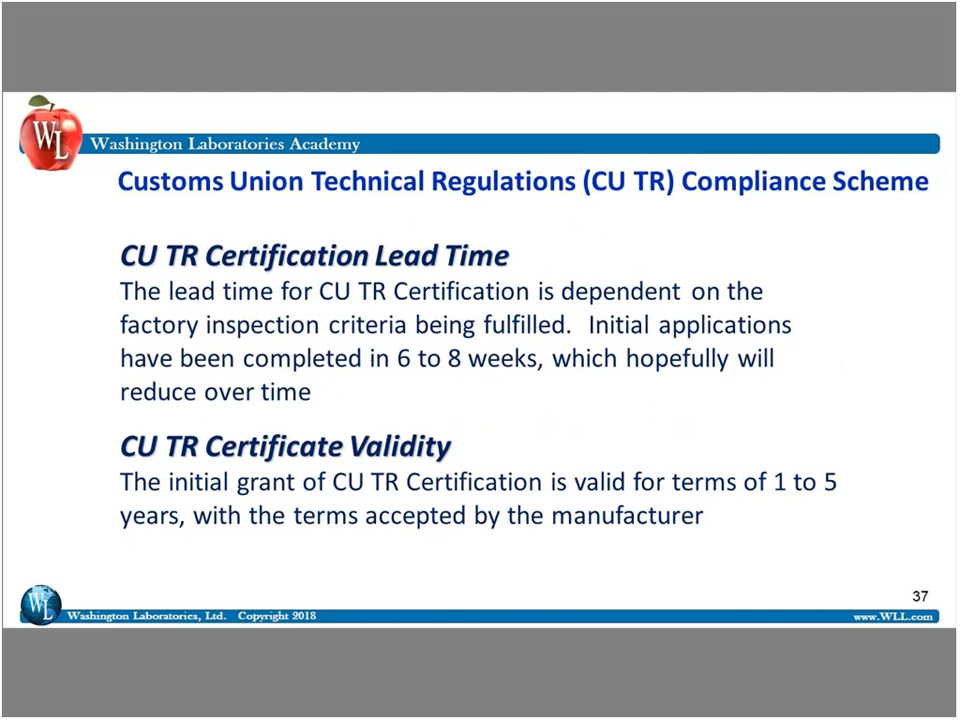 WL
Washington Laboratories Academy
Customs Union Technical Regulations (CU TR) Compliance Scheme
CU TR Certification Lead Time
The lead time for CU TR Certification is dependent on the
factory inspection criteria being fulfilled. Initial applications
have been completed in 6 to 8 weeks, which hopefully will
reduce over time
CU TR Certificate Validity
The initial grant of CU TR Certification is valid for terms of 1 to 5
years, with the terms accepted by the manufacturer
37
WL
Washington Laboratories, Ltd. Copyright 2018
www.WLL.com